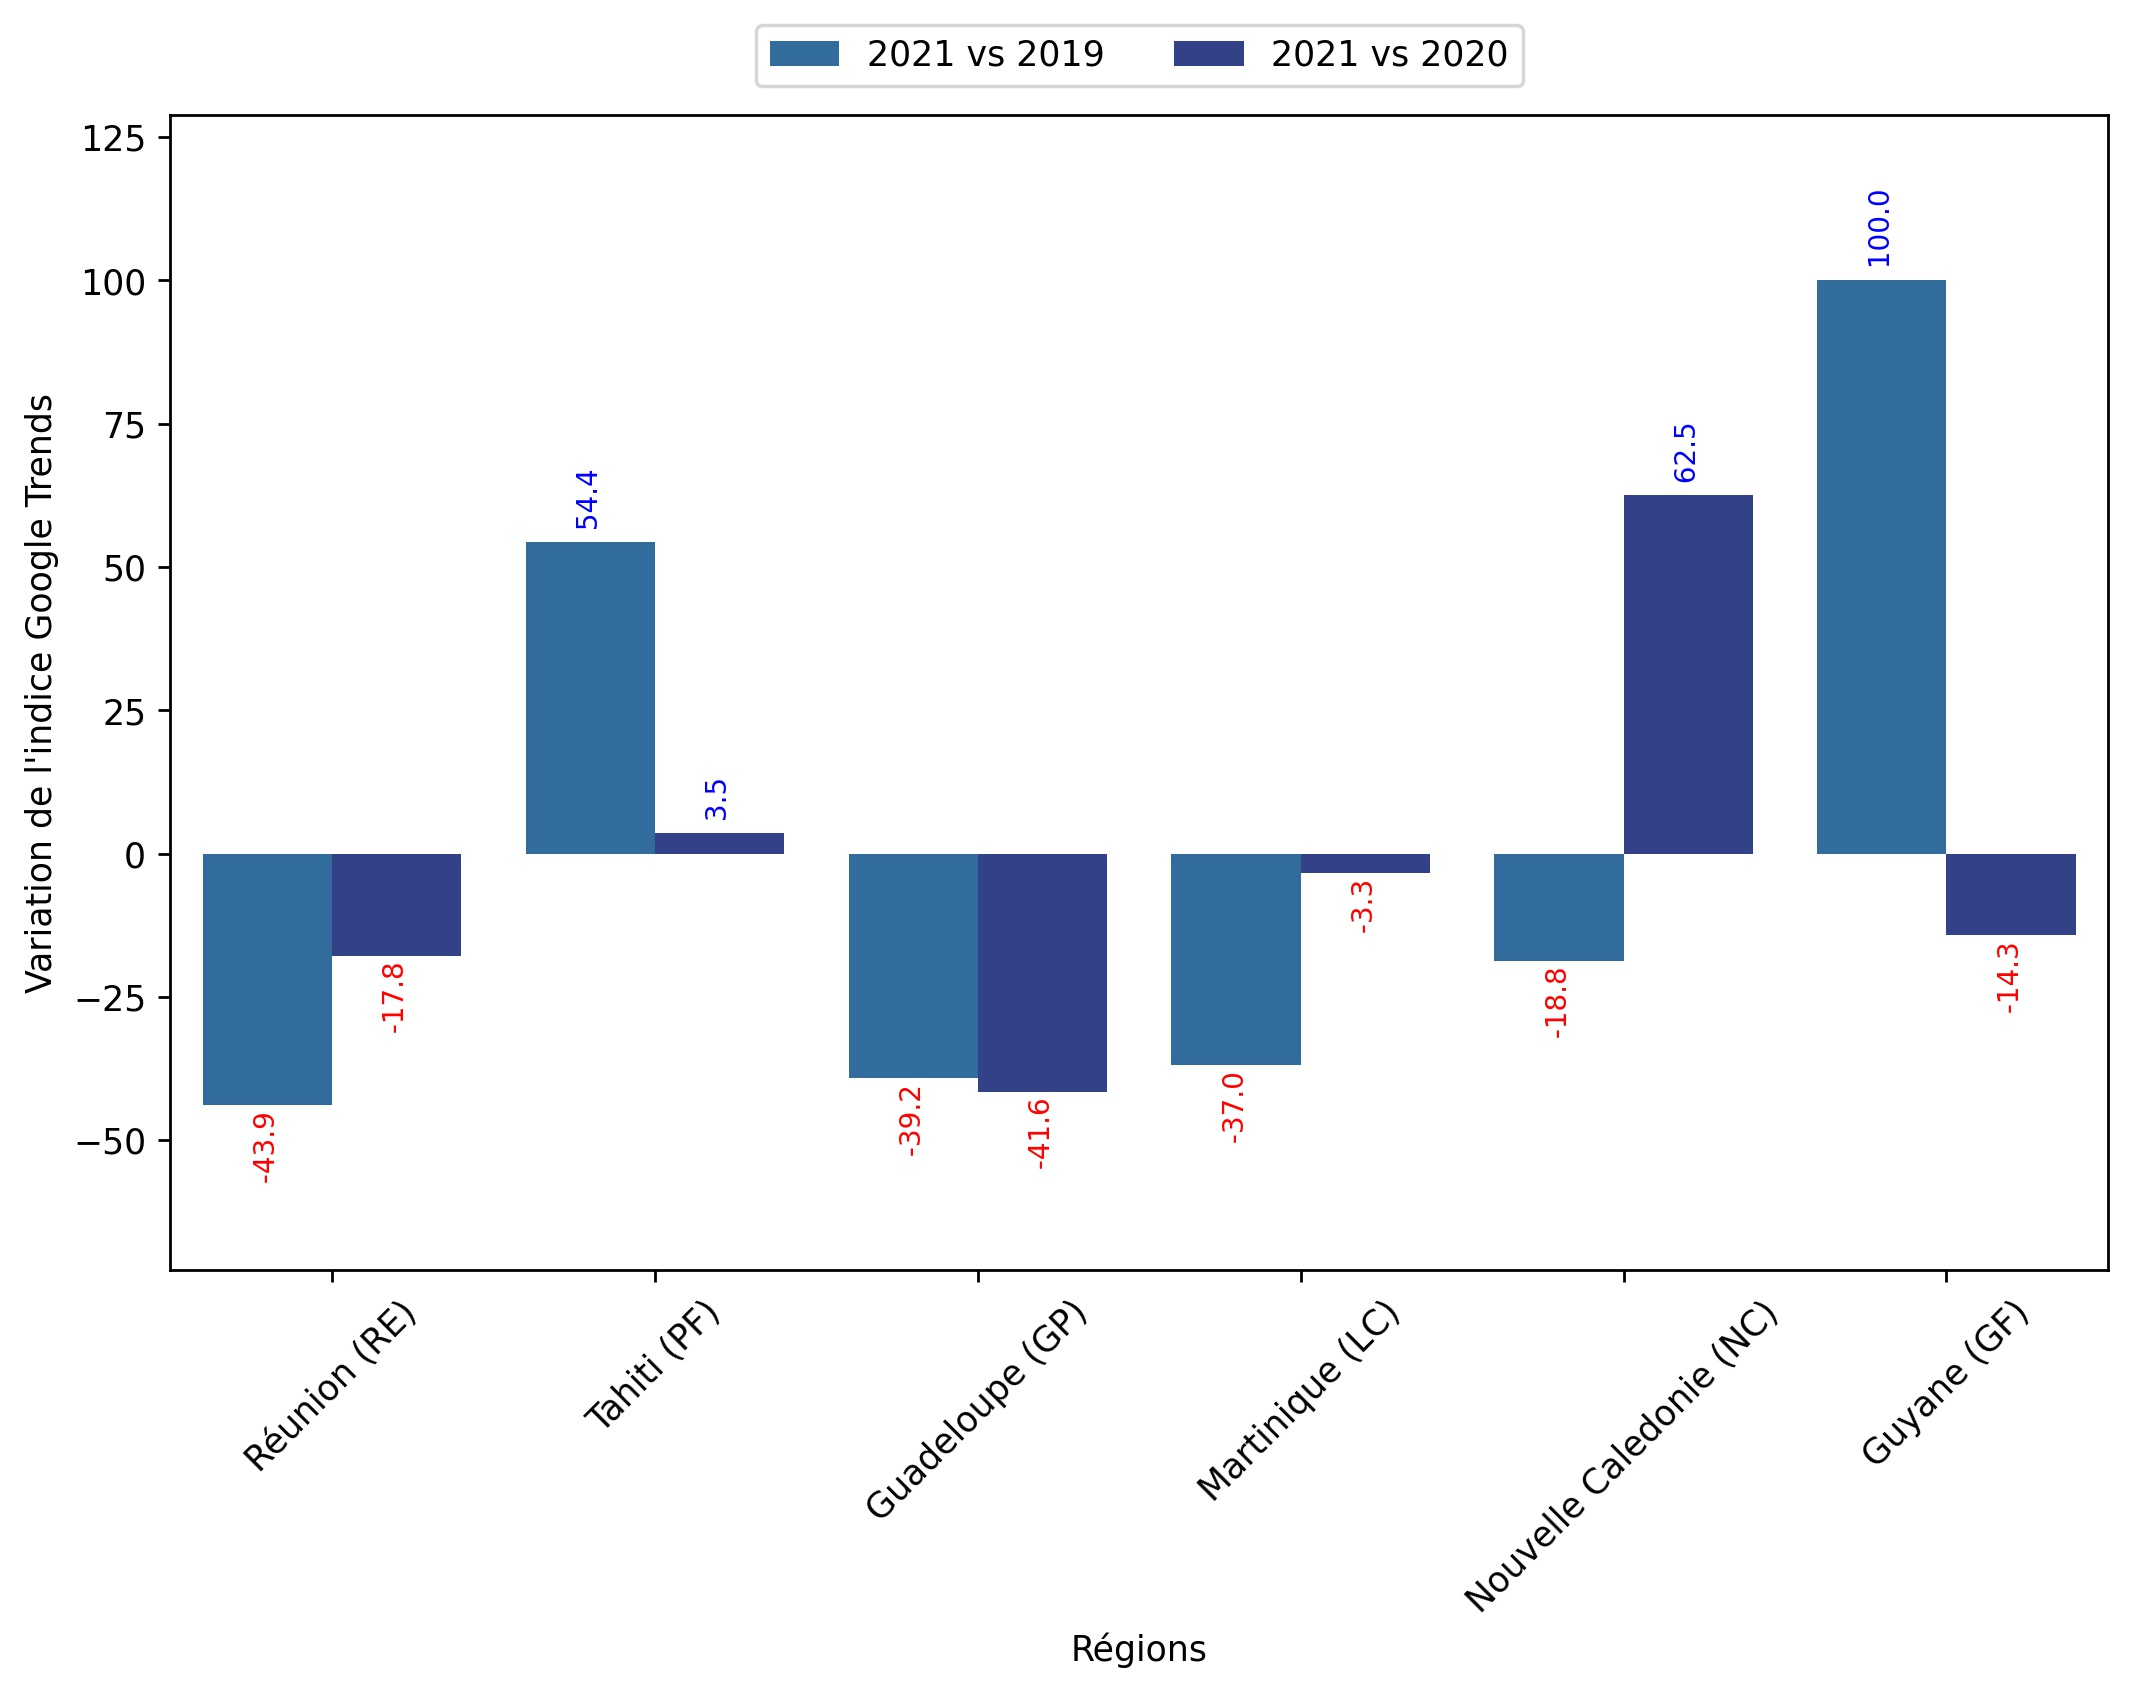 2021 vs 2019 2021 vs 2020
Variation de l'indice Google Trends
125
100
75
50
25
0
−25
−50
-43.9
-17.8
54.4
3.5
-39.2
-41.6
-37.0
-3.3
-18.8
62.5
100.0
-14.3
Réunion (RE)
Tahiti (PF)
Guadeloupe (GP)
Martinique (LC)
Nouvelle Caledonie (NC)
Guyane (GF)
Régions